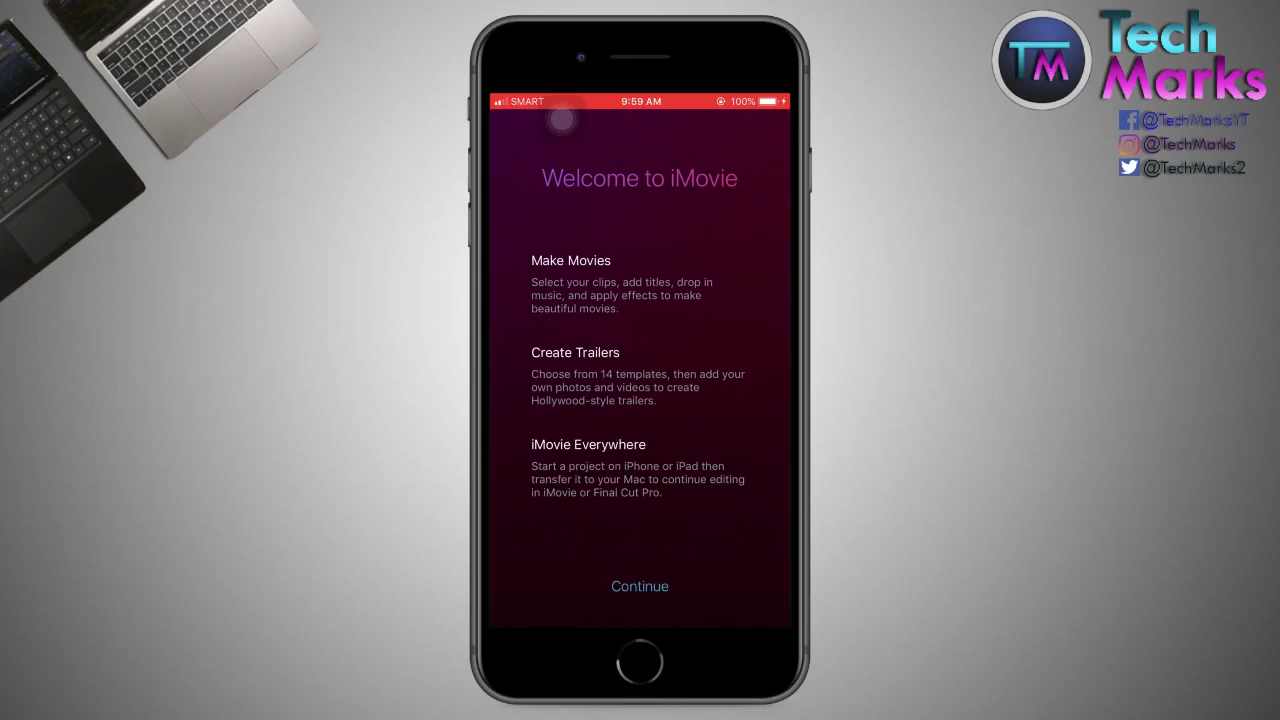 SMART 9:59 AM 100%
Welcome to iMovie
Make Movies
Select your clips, add titles, drop in
music, and apply effects to make
beautiful movies.
Create Trailers
Choose from 14 templates, then add your
own photos and videos to create
Hollywood-style trailers.
iMovie Everywhere
Start a project on iPhone or iPad then
transfer it to your Mac to continue editing
in iMovie or Final Cut Pro.
Continue
TM
Tech
Marks
@TechMarksYT
@TechMarks
@TechMarks2